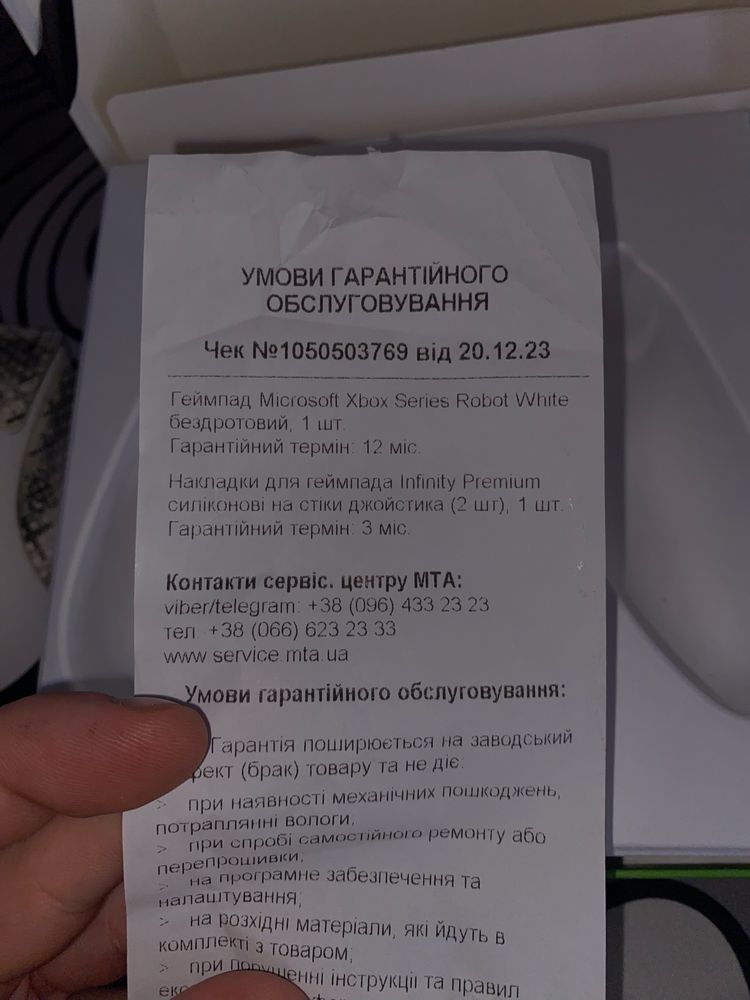 УМОВИ ГАРАНТІЙНОГО
ОБСЛУГОВУВАННЯ
Чек №1050503769 від 20.12.23
Геймпад Microsoft Xbox Series Robot White
бездротовий, 1 шт.
Гарантійний термін: 12 міс.
Накладки для геймпада Infinity Premium
силіконові на стіки джойстика (2 шт), 1 шт.
Гарантійний термін: 3 міс.
Контакти сервіс. центру МТА:
viber/telegram: +38 (096) 433 23 23
тел. +38 (066) 623 23 33
www.service.mta.ua
Умови гарантійного обслуговування:
Гарантія поширюється на заводський
(брак) товару та не діє:
> при наявності механічних пошкоджень,
потраплянні вологи;
> при спробі самостійного ремонту або
перепрошивки;
> на програмне забезпечення та
налаштування;
> на розхідні матеріали, які йдуть в
комплекті з товаром;
> при порушенні інструкції та правил